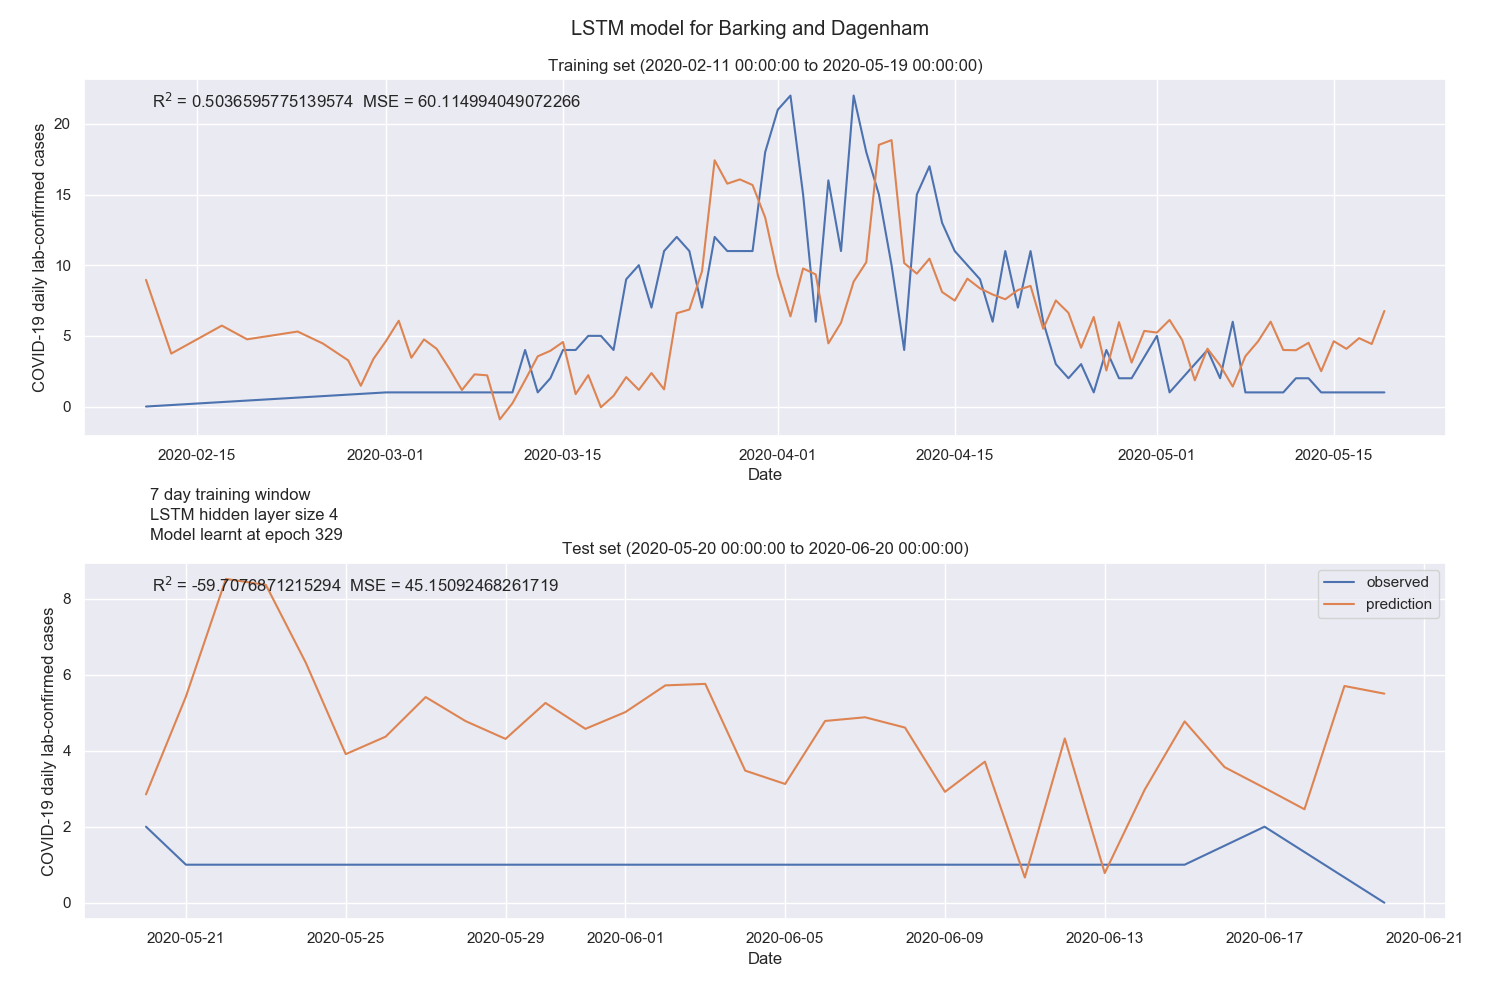 LSTM model for Barking and Dagenham
Training set (2020-02-11 00:00:00 to 2020-05-19 00:00:00)
R² = 0.5036595775139574 MSE = 60.114994049072266
COVID-19 daily lab-confirmed cases
20
15
10
5
0
2020-02-15 2020-03-01 2020-03-15 2020-04-01 2020-04-15 2020-05-01 2020-05-15
Date
7 day training window
LSTM hidden layer size 4
Model learnt at epoch 329
Test set (2020-05-20 00:00:00 to 2020-06-20 00:00:00)
R² = -59.7076871215294 MSE = 45.15092468261719
observed
prediction
COVID-19 daily lab-confirmed cases
8
6
4
2
0
2020-05-21 2020-05-25 2020-05-29 2020-06-01 2020-06-05 2020-06-09 2020-06-13 2020-06-17 2020-06-21
Date